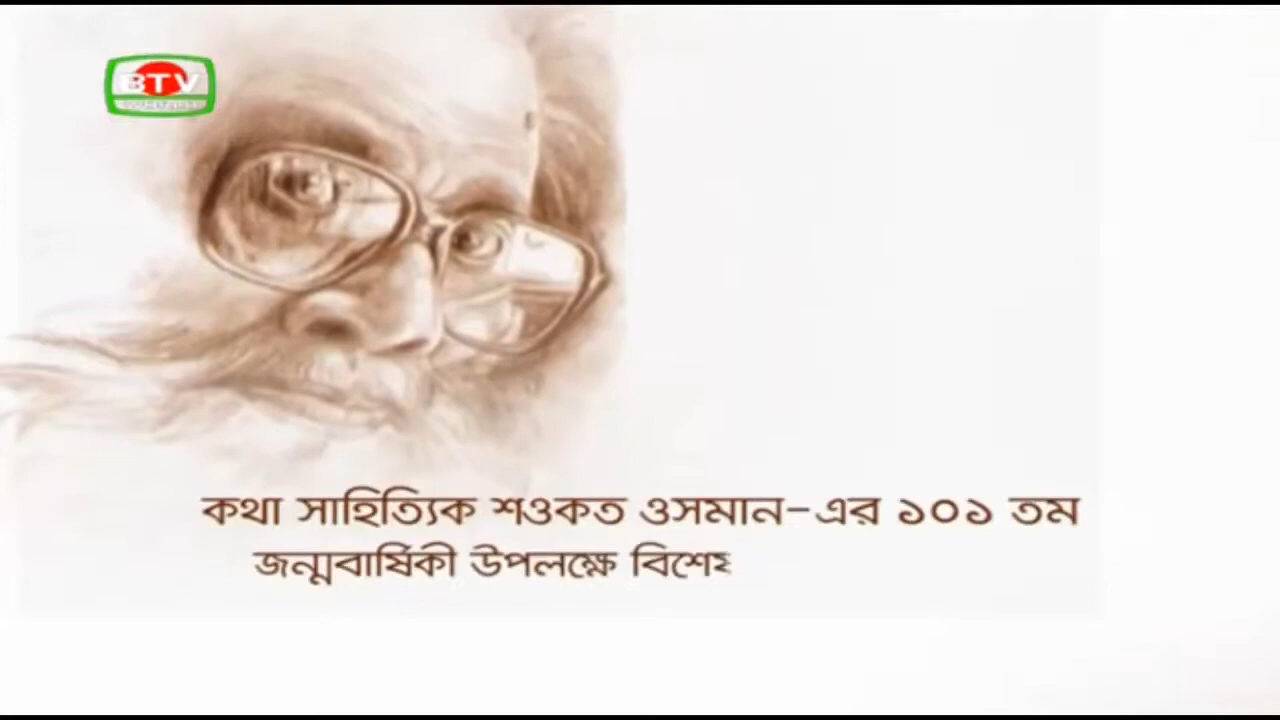 BTV
কথা সাহিত্যিক শওকত ওসমান-এর ১০১ তম
জন্মবার্ষিকী উপলক্ষে